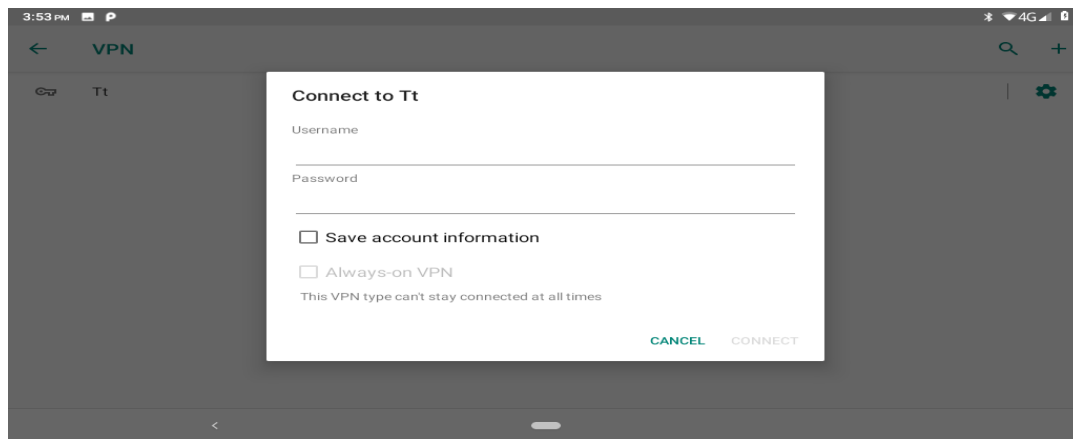 3:53 PM
4G
VPN
Tt
Connect to Tt
Username
Password
Save account information
Always-on VPN
This VPN type can't stay connected at all times
CANCEL CONNECT